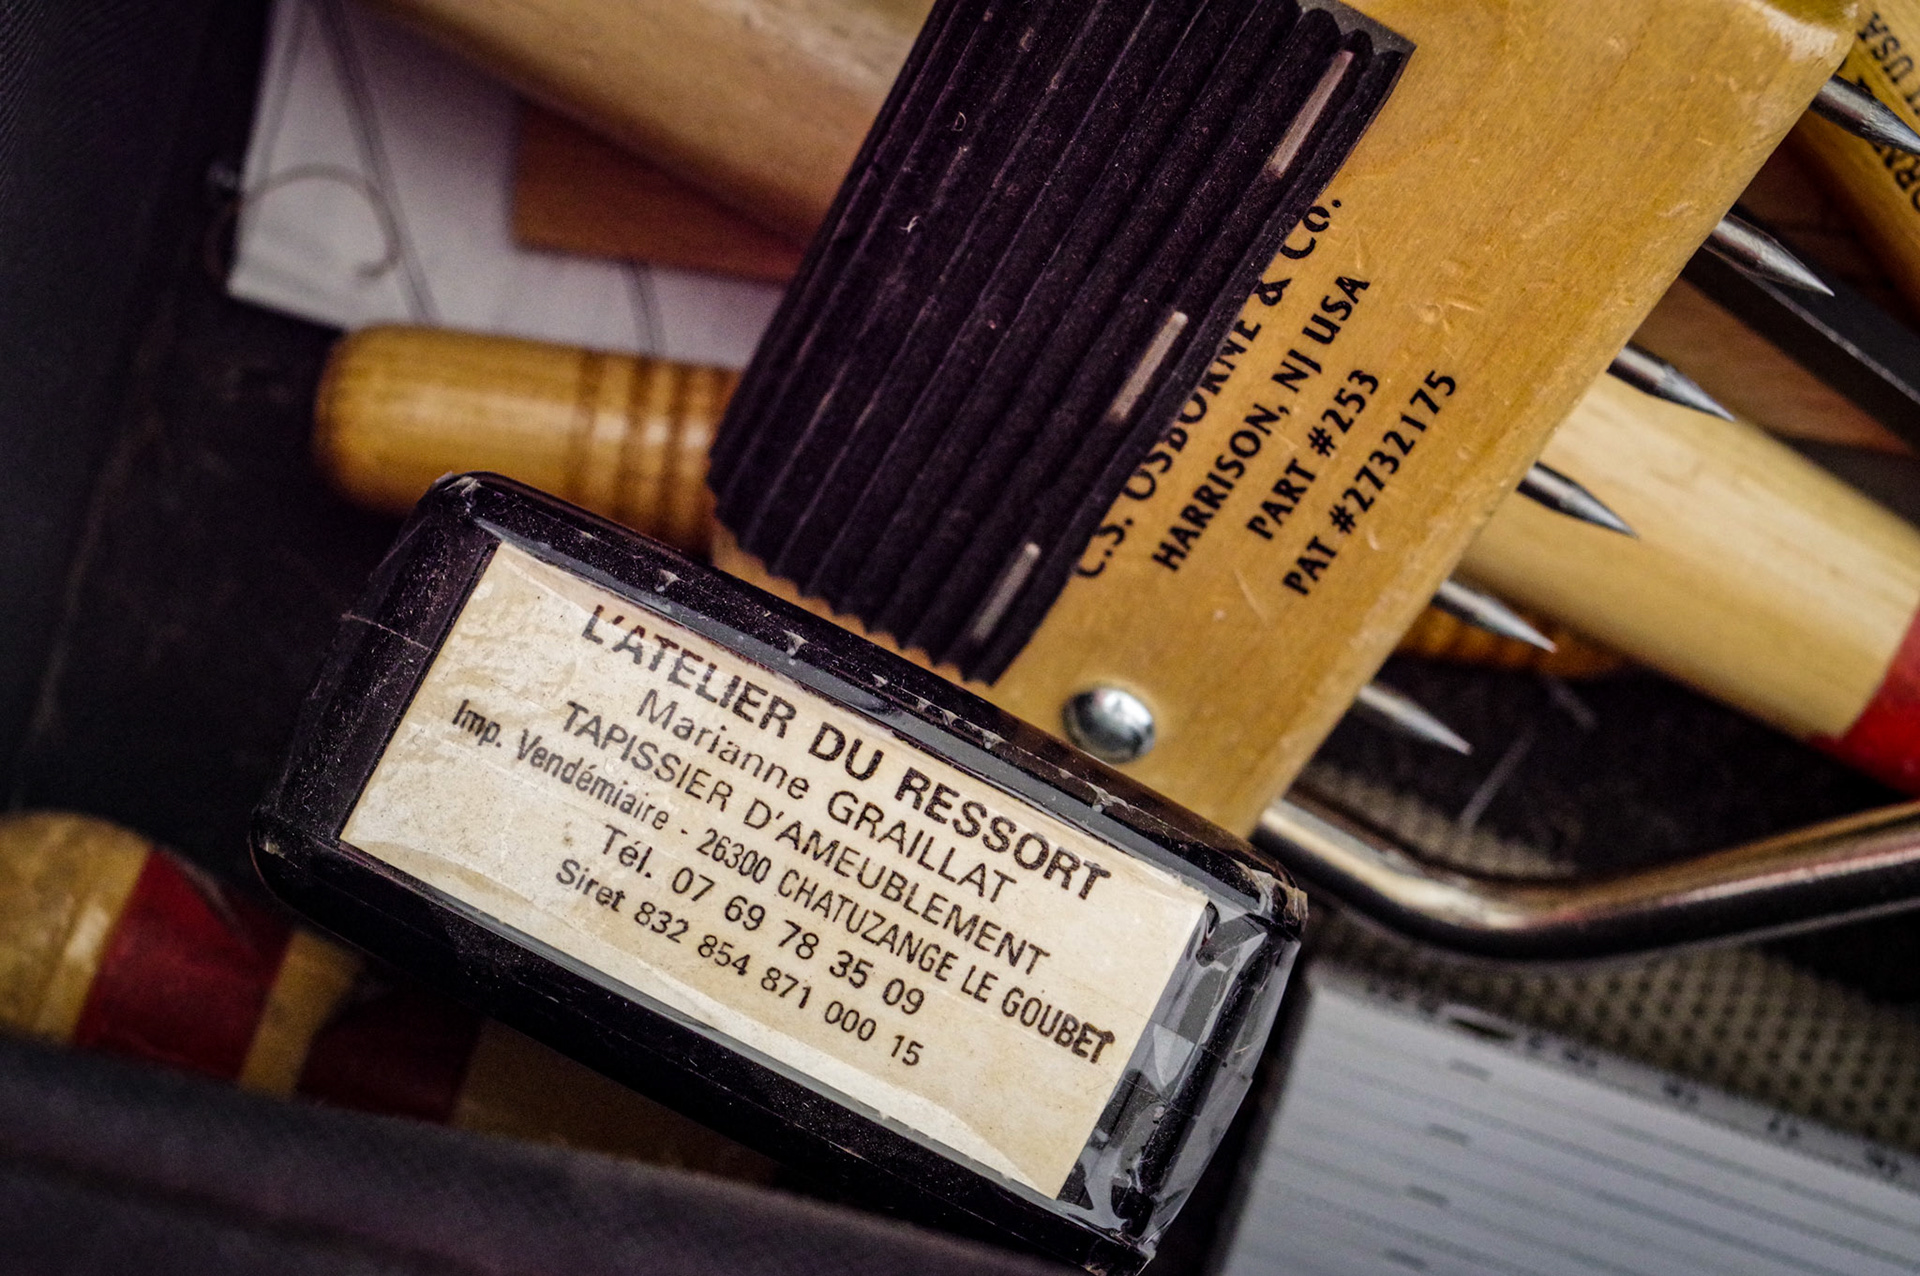 C.S. OSBORNE & Co.
HARRISON, NJ USA
PART #253
PAT #2732175
USA
L'ATELIER DU RESSORT
Marianne GRAILLAT
TAPISSIER D'AMEUBLEMENT
Imp. Vendémiaire - 26300 CHATUZANGE LE GOUBET
Tél. 07 69 78 35 09
Siret 832 854 871 000 15